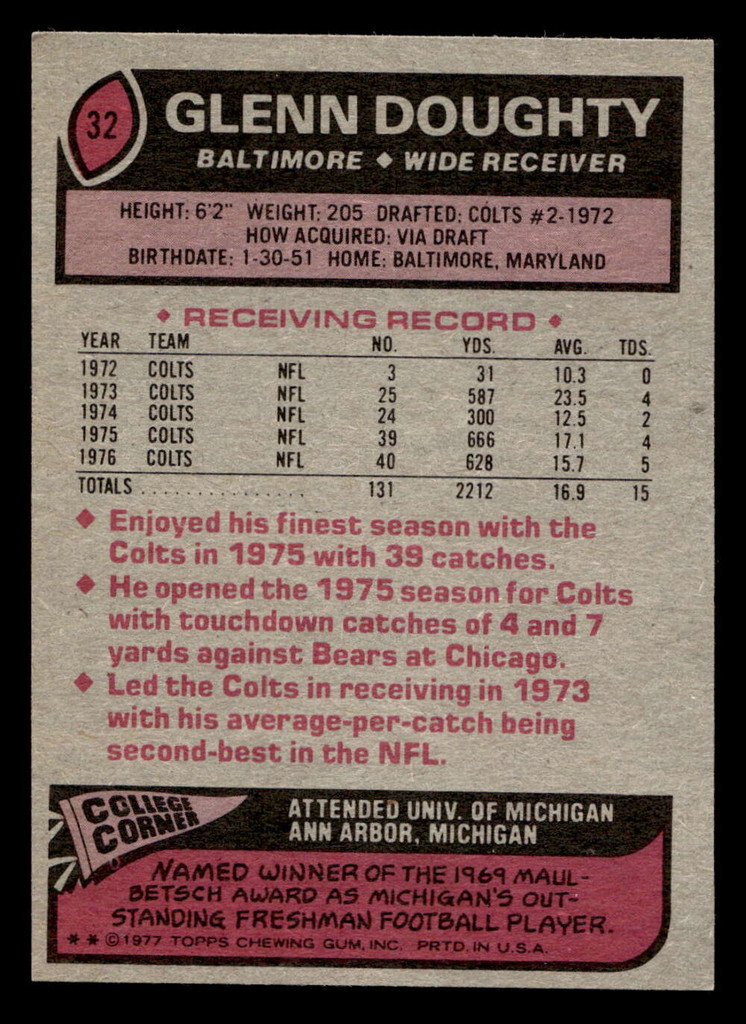 32
GLENN DOUGHTY
BALTIMORE ◆ WIDE RECEIVER
HEIGHT: 6'2" WEIGHT: 205 DRAFTED: COLTS #2-1972
HOW ACQUIRED: VIA DRAFT
BIRTHDATE: 1-30-51 HOME: BALTIMORE, MARYLAND
◆ RECEIVING RECORD ◆
YEAR TEAM NO. YDS. AVG. TDS.
1972 COLTS NFL 3 31 10.3 0
1973 COLTS NFL 25 587 23.5 4
1974 COLTS NFL 24 300 12.5 2
1975 COLTS NFL 39 666 17.1 4
1976 COLTS NFL 40 628 15.7 5
TOTALS ................ 131 2212 16.9 15
◆ Enjoyed his finest season with the
Colts in 1975 with 39 catches.
◆ He opened the 1975 season for Colts
with touchdown catches of 4 and 7
yards against Bears at Chicago.
◆ Led the Colts in receiving in 1973
with his average-per-catch being
second-best in the NFL.
COLLEGE
CORNER
ATTENDED UNIV. OF MICHIGAN
ANN ARBOR, MICHIGAN
NAMED WINNER OF THE 1969 MAUL-
BETSCH AWARD AS MICHIGAN'S OUT-
STANDING FRESHMAN FOOTBALL PLAYER.
* * © 1977 TOPPS CHEWING GUM, INC. PRTD. IN U.S.A.